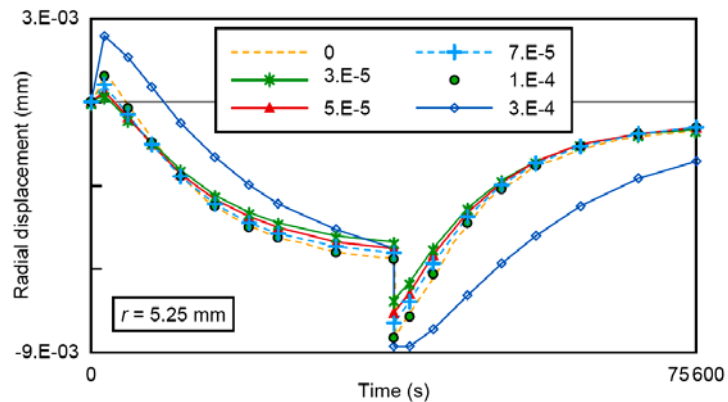 3.E-03
0
3.E-5
5.E-5
7.E-5
1.E-4
3.E-4
Radial displacement (mm)
r = 5.25 mm
-9.E-03
0
75600
Time (s)